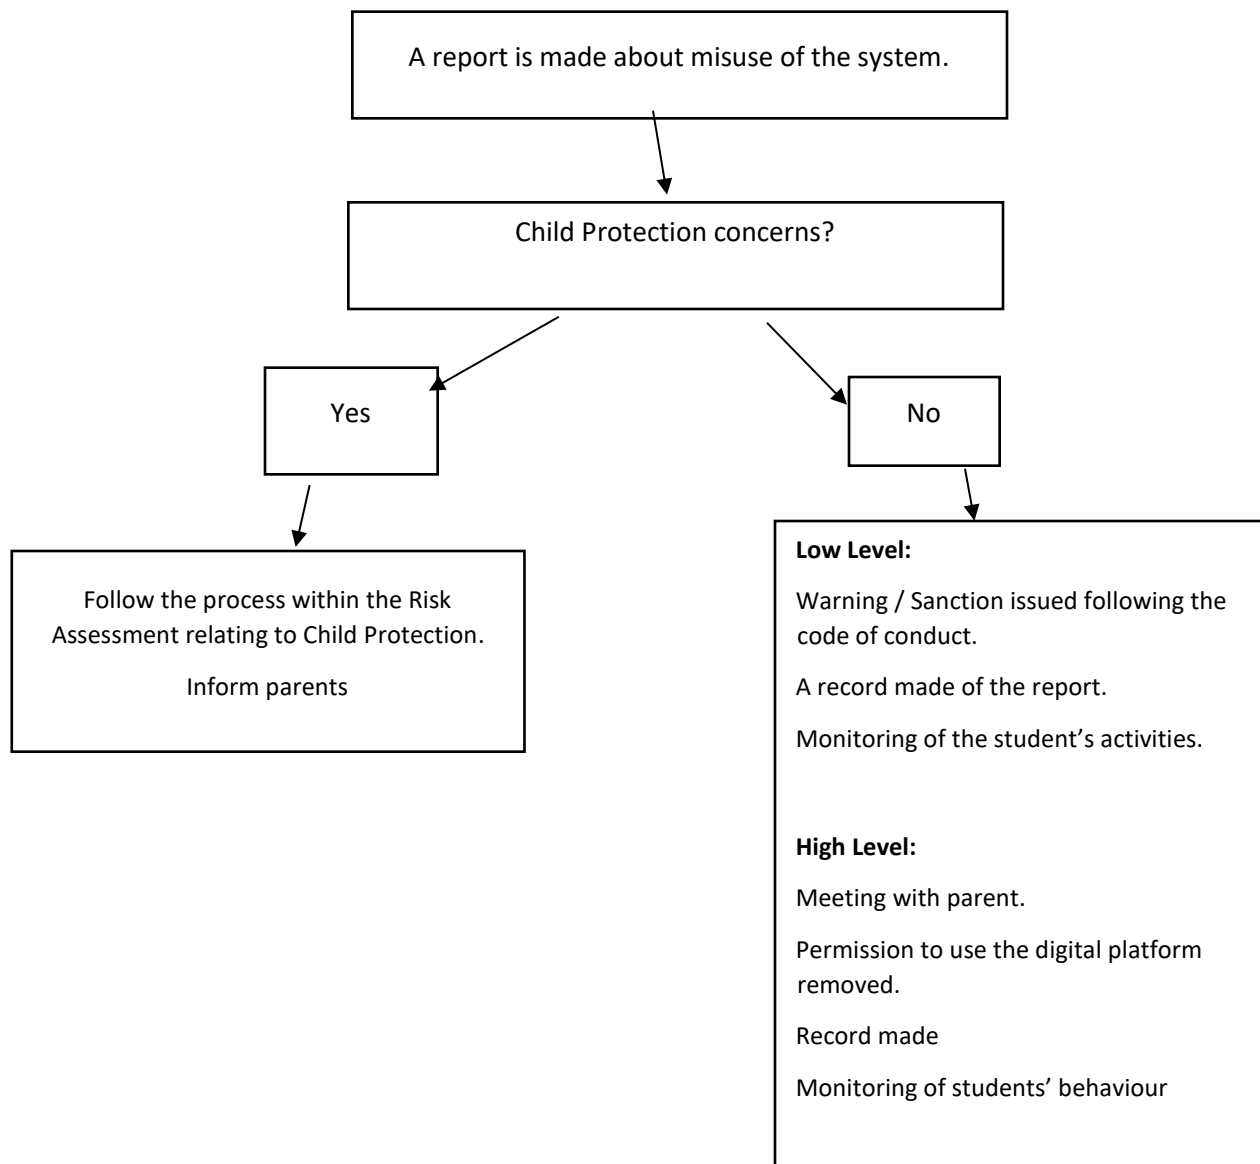 A report is made about misuse of the system.
Child Protection concerns?
Yes
No
Follow the process within the Risk
Assessment relating to Child Protection.
Inform parents
Low Level:
Warning / Sanction issued following the
code of conduct.
A record made of the report.
Monitoring of the student’s activities.
High Level:
Meeting with parent.
Permission to use the digital platform
removed.
Record made
Monitoring of students’ behaviour